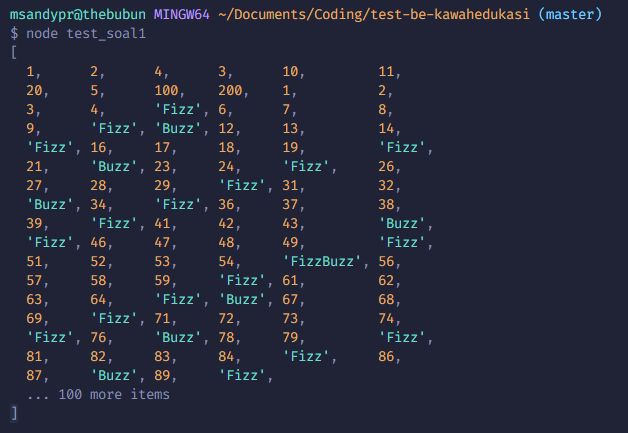 msandypr@thebubun MINGW64 ~/Documents/Coding/test-be-kawahedukasi (master)
$ node test_soal1
[
  1,      2,      4,      3,      10,         11,
  20,     5,      100,    200,    1,          2,
  3,      4,      'Fizz', 6,      7,          8,
  9,      'Fizz', 'Buzz', 12,     13,         14,
  'Fizz', 16,     17,     18,     19,         'Fizz',
  21,     'Buzz', 23,     24,     'Fizz',     26,
  27,     28,     29,     'Fizz', 31,         32,
  'Buzz', 34,     'Fizz', 36,     37,         38,
  39,     'Fizz', 41,     42,     43,         'Buzz',
  'Fizz', 46,     47,     48,     49,         'Fizz',
  51,     52,     53,     54,     'FizzBuzz', 56,
  57,     58,     59,     'Fizz', 61,         62,
  63,     64,     'Fizz', 'Buzz', 67,         68,
  69,     'Fizz', 71,     72,     73,         74,
  'Fizz', 76,     'Buzz', 78,     79,         'Fizz',
  81,     82,     83,     84,     'Fizz',     86,
  87,     'Buzz', 89,     'Fizz',
  ... 100 more items
]